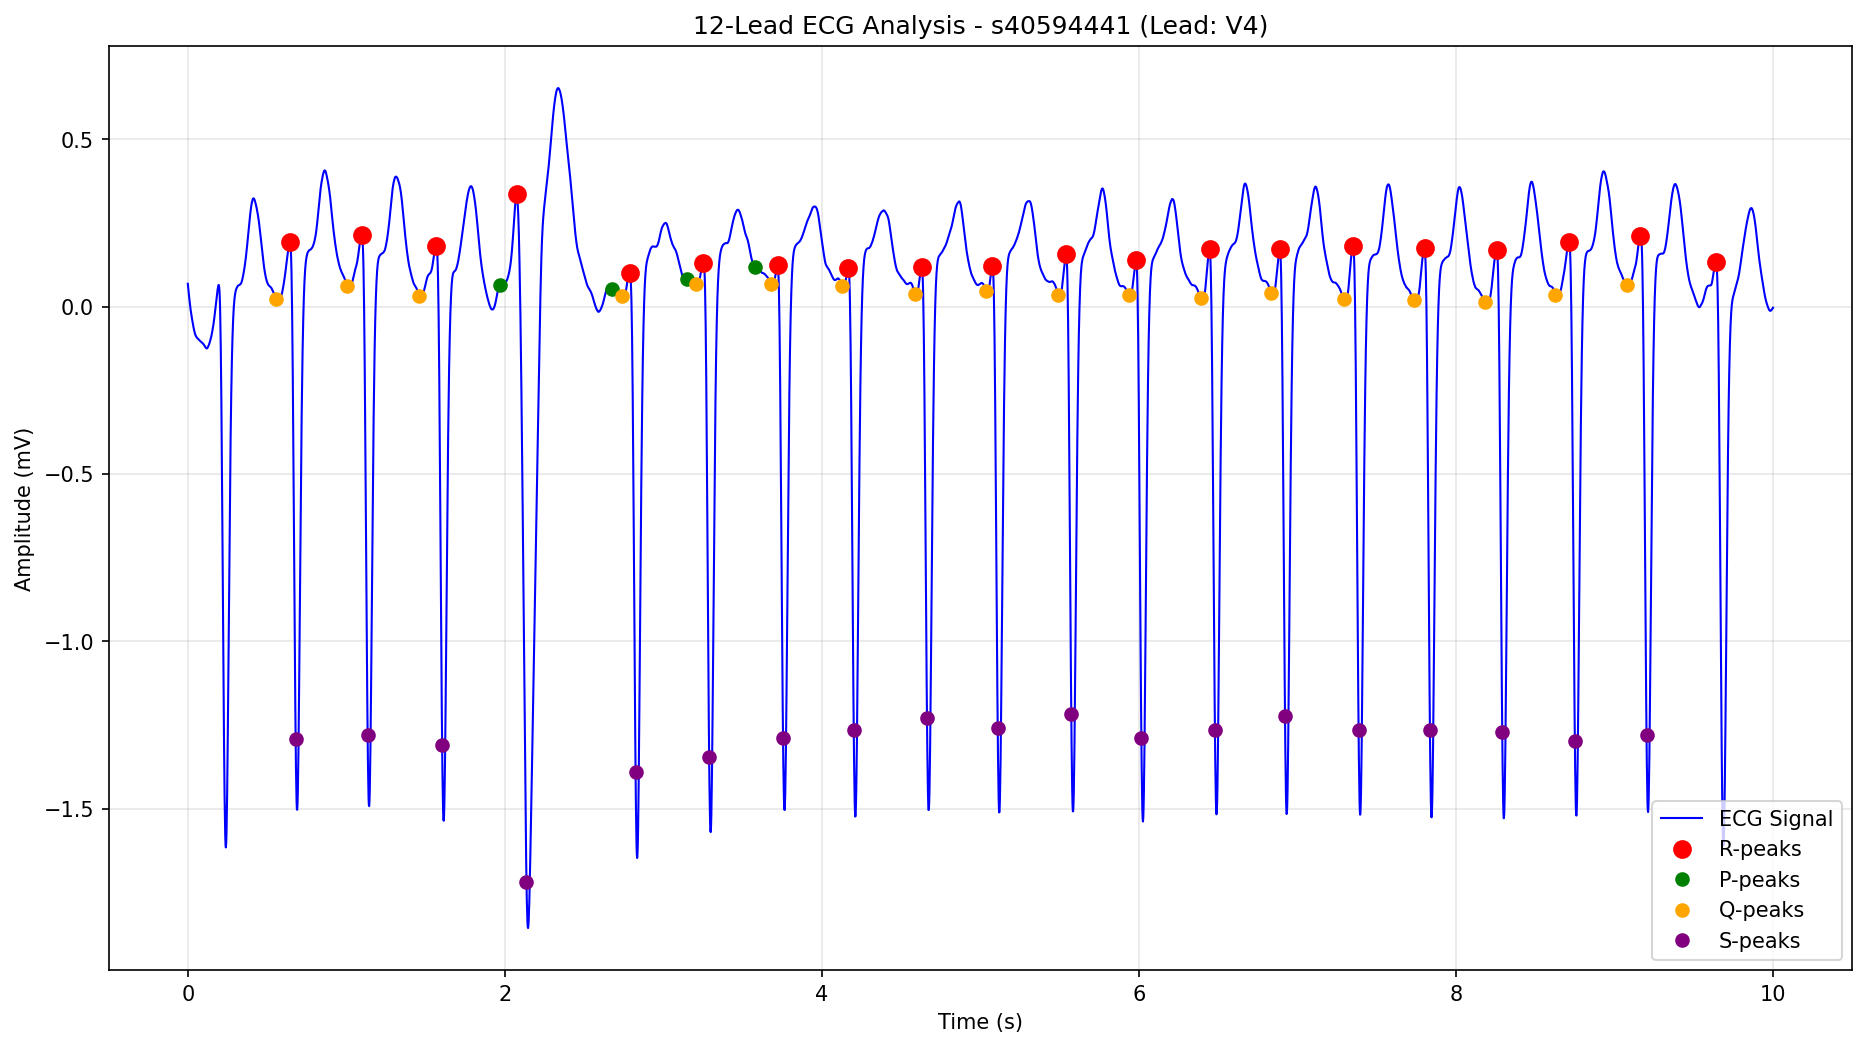 12-Lead ECG Analysis - s40594441 (Lead: V4)
Amplitude (mV)
0.5
0.0
−0.5
−1.0
−1.5
0
2
4
6
8
10
Time (s)
ECG Signal
R-peaks
P-peaks
Q-peaks
S-peaks